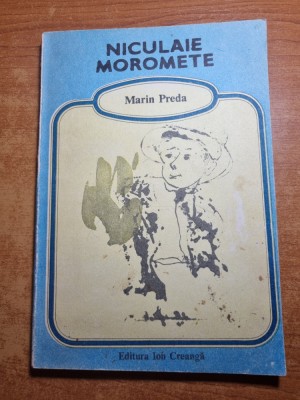 NICULAIE
MOROMETE
Marin Preda
Editura Ion Creangă